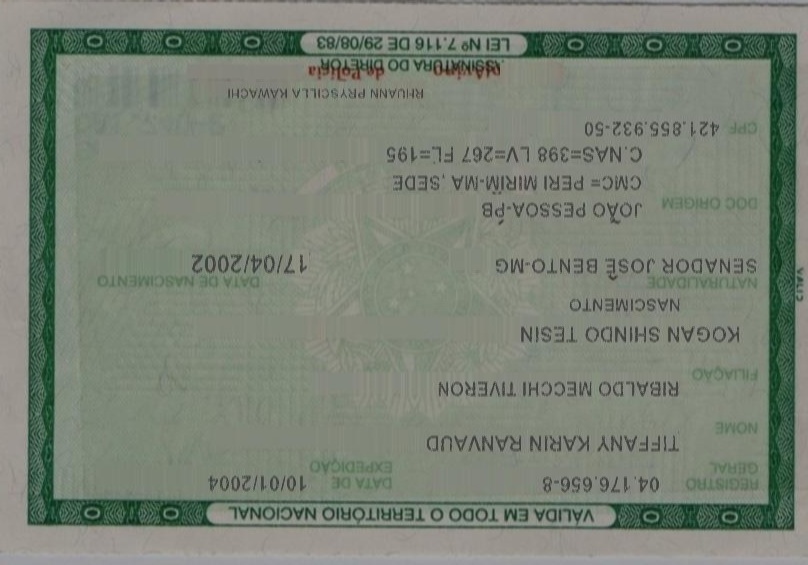 VÁLIDA EM TODO O TERRITÓRIO NACIONAL
REGISTRO GERAL 04.176.656-8 DATA DE EXPEDIÇÃO 10/01/2004
NOME
TIFFANY KARIN RANVAUD
FILIAÇÃO
RIBALDO MECCHI TIVERON
KOGAN SHINDO TESIN
NASCIMENTO
NATURALIDADE DATA DE NASCIMENTO
SENADOR JOSÉ BENTO-MG 17/04/2002
DOC ORIGEM JOÃO PESSOA-PB
CMC= PERI MIRIM-MA ,SEDE
C.NAS=398 LV=267 FL=195
CPF 421.855.932-50
RHUANN PRYSCILLA KAWACHI
ASSINATURA DO DIRETOR
de Polícia
LEI Nº 7.116 DE 29/08/83